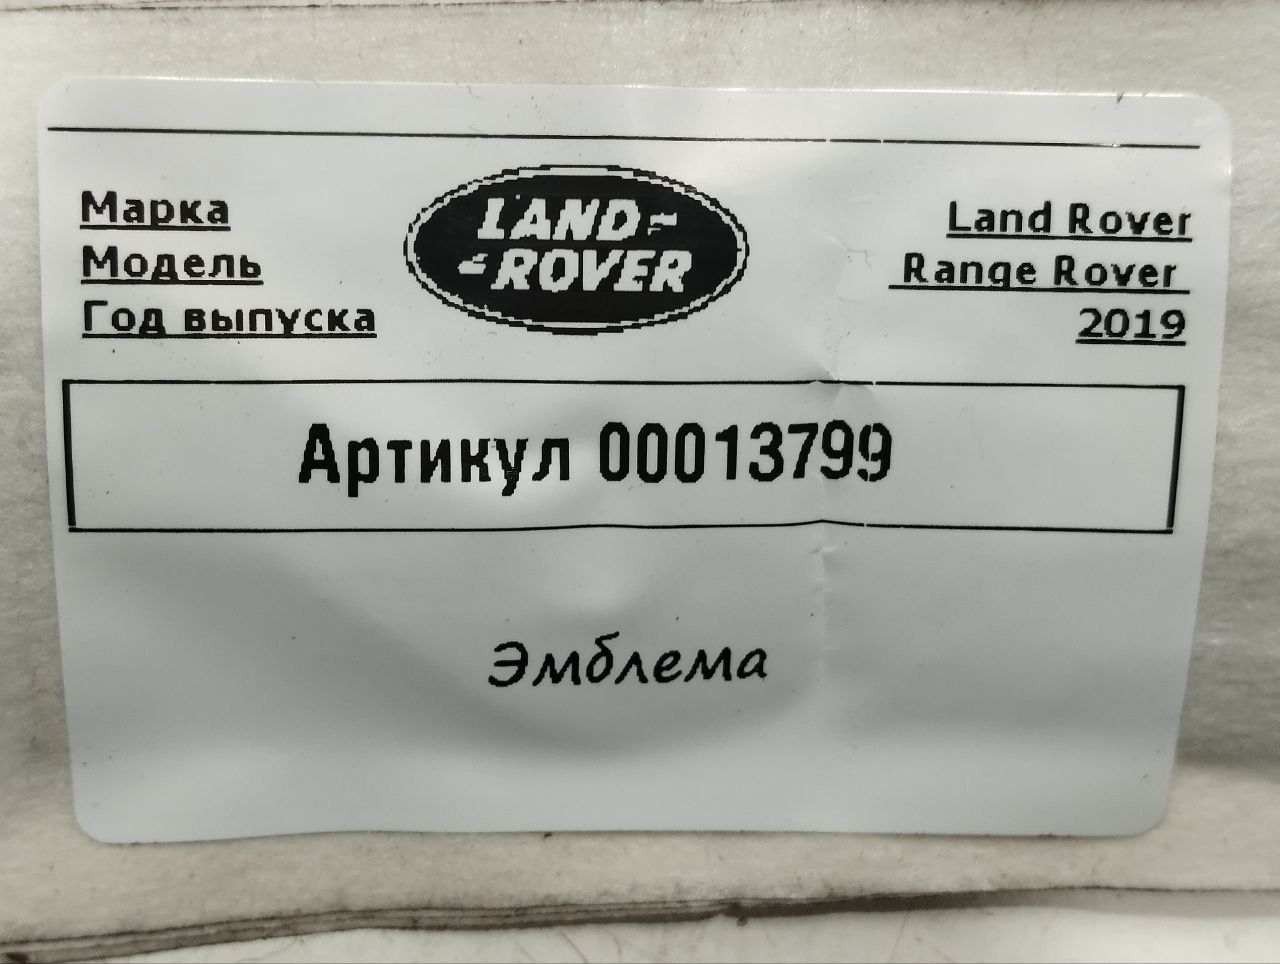 Марка
Модель
Год выпуска
LAND-
-ROVER
Land Rover
Range Rover
2019
Артикул 00013799
Эмблема